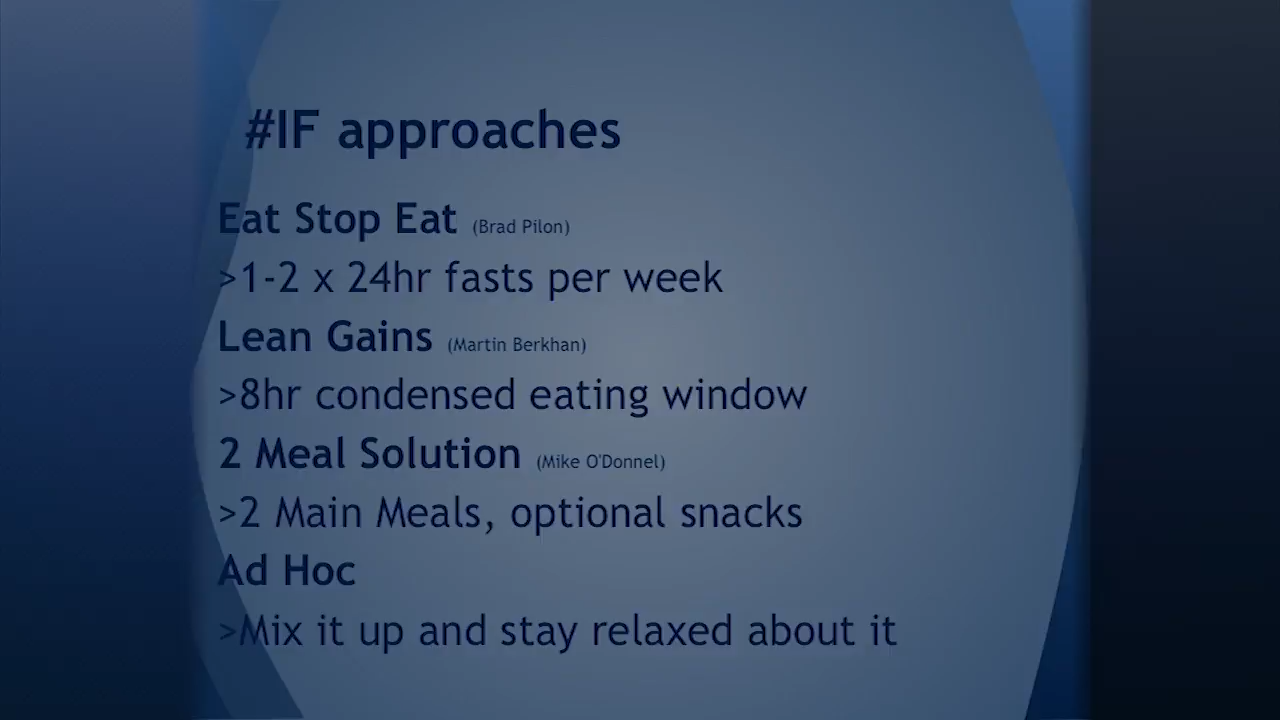 #IF approaches
Eat Stop Eat (Brad Pilon)
>1-2 x 24hr fasts per week
Lean Gains (Martin Berkhan)
>8hr condensed eating window
2 Meal Solution (Mike O'Donnel)
>2 Main Meals, optional snacks
Ad Hoc
>Mix it up and stay relaxed about it